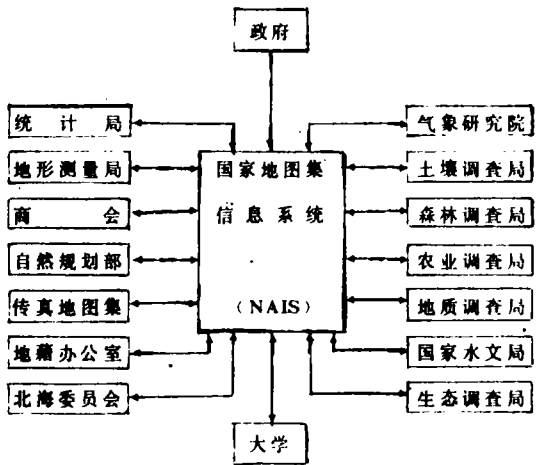 政府
统计局
气象研究院
地形测量局
国家地图集
土壤调查局
商会
信息系统
森林调查局
自然规划部
农业调查局
传真地图集
(NAIS)
地质调查局
地籍办公室
国家水文局
北海委员会
生态调查局
大学